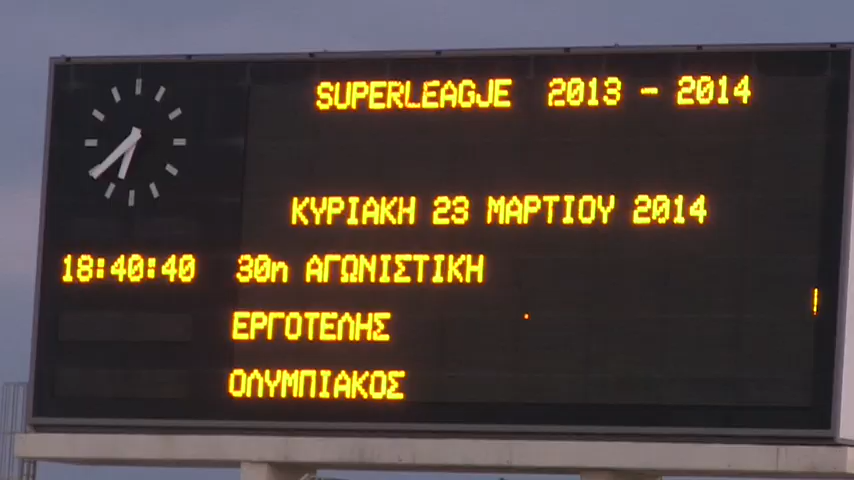 SUPERLEAGJE 2013 - 2014
ΚΥΡΙΑΚΗ 23 ΜΑΡΤΙΟΥ 2014
18:40:40 30η ΑΓΩΝΙΣΤΙΚΗ
ΕΡΓΟΤΕΛΗΣ
ΟΛΥΜΠΙΑΚΟΣ